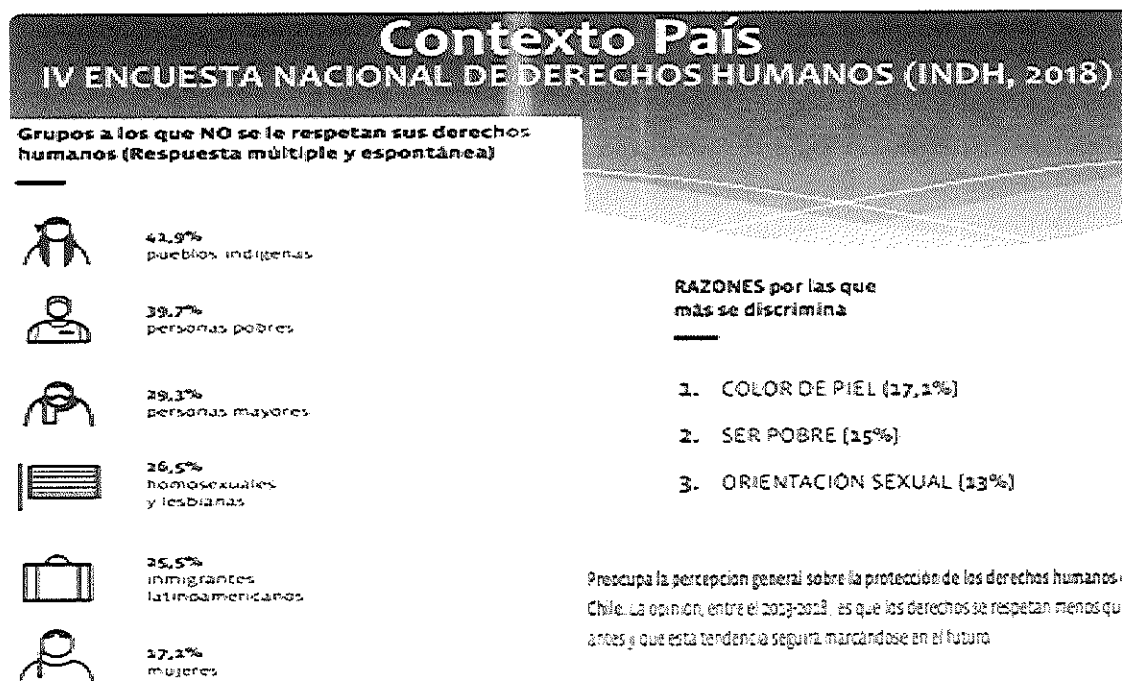 Contexto País
IV ENCUESTA NACIONAL DE DERECHOS HUMANOS (INDH, 2018)
Grupos a los que NO se le respetan sus derechos
humanos (Respuesta múltiple y espontánea)
42,9%
pueblos indígenas
39,7%
personas pobres
29,3%
personas mayores
26,5%
homosexuales
y lesbianas
25,5%
inmigrantes
latinoamericanos
17,1%
mujeres
RAZONES por las que
más se discrimina
1. COLOR DE PIEL (17,1%)
2. SER POBRE (15%)
3. ORIENTACIÓN SEXUAL (13%)
Preocupa la percepción general sobre la protección de los derechos humanos
Chile. La opinión, entre el 2013-2018, es que los derechos se respetan menos qu
antes y que esta tendencia seguirá marcándose en el futuro